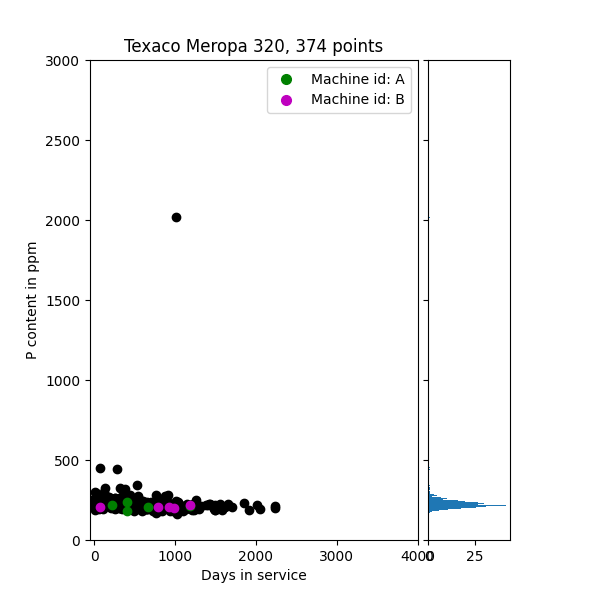 Texaco Meropa 320, 374 points
Machine id: A
Machine id: B
P content in ppm
3000
2500
2000
1500
1000
500
0
0 1000 2000 3000 4000
0 25
Days in service